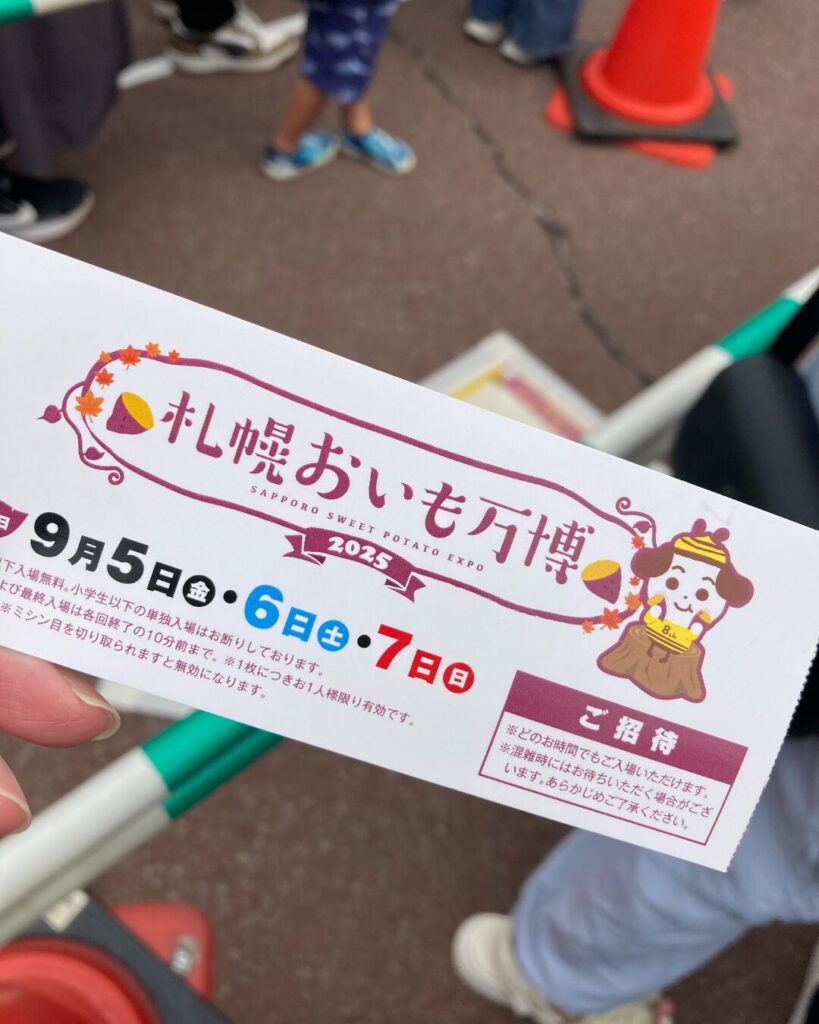 札幌おいも万博
SAPPORO SWEET POTATO EXPO
2025
日 9月5日金・6日土・7日日
下入場無料。小学生以下の単独入場はお断りしております。
よび最終入場は各回終了の10分前まで。※1枚につきお1人様限り有効です。
※ミシン目を切り取られますと無効になります。
8ch
ご招待
※どのお時間でもご入場いただけます。
※混雑時にはお待ちいただく場合がござ
います。あらかじめご了承ください。